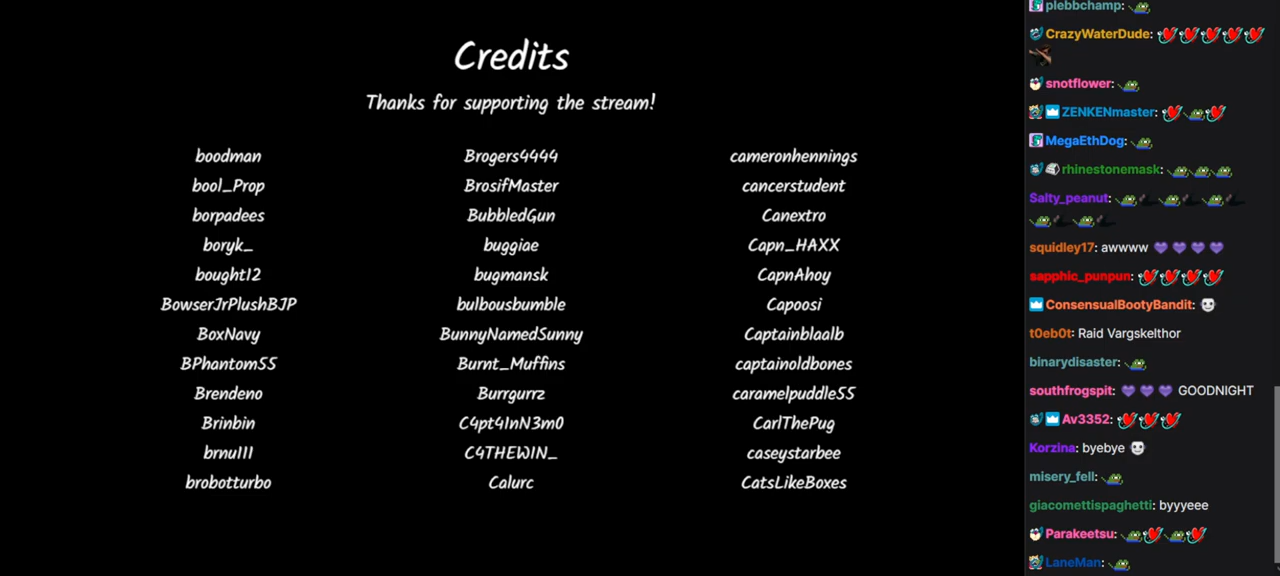 Credits
Thanks for supporting the stream!
boodman
bool_Prop
borpadees
boryk_
bought12
BowserJrPlushBJP
BoxNavy
BPhantom55
Brendeno
Brinbin
brnu111
brobotturbo
Brogers4444
BrosifMaster
BubbledGun
buggiae
bugmansk
bulbousbumble
BunnyNamedSunny
Burnt_Muffins
Burrgurrz
C4pt41nN3m0
C4THEWIN_
Calurc
cameronhennings
cancerstudent
Canextro
Capn_HAXX
CapnAhoy
Capoosi
Captainblaalb
captainoldbones
caramelpuddle55
CarlThePug
caseystarbee
CatsLikeBoxes
plebbchamp:
CrazyWaterDude:
snotflower:
ZENKENmaster:
MegaEthDog:
rhinestonemask:
Salty_peanut:
squidley17: awwww
sapphic_punpun:
ConsensualBootyBandit:
t0eb0t: Raid Vargskelthor
binarydisaster:
southfrogspit: GOODNIGHT
Av3352:
Korzina: byebye
misery_fell:
giacomettispaghetti: byyyeee
Parakeetsu:
LaneMan: